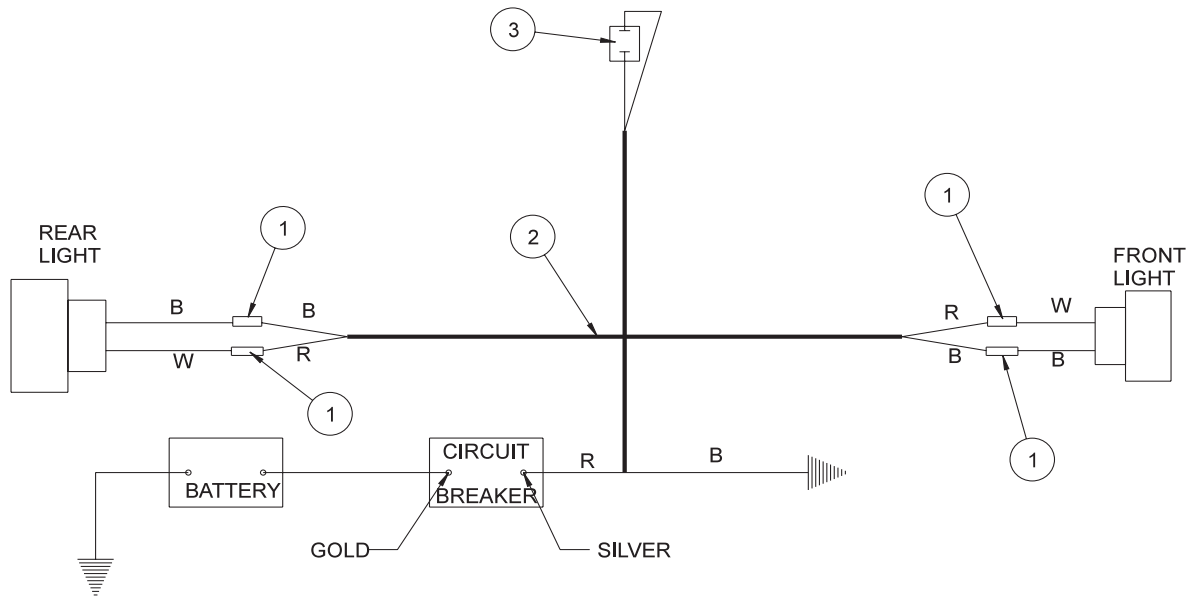 3
1
1
2
REAR
LIGHT
FRONT
LIGHT
B
B
R
W
W
R
B
B
1
1
CIRCUIT
BREAKER
R
B
BATTERY
GOLD
SILVER